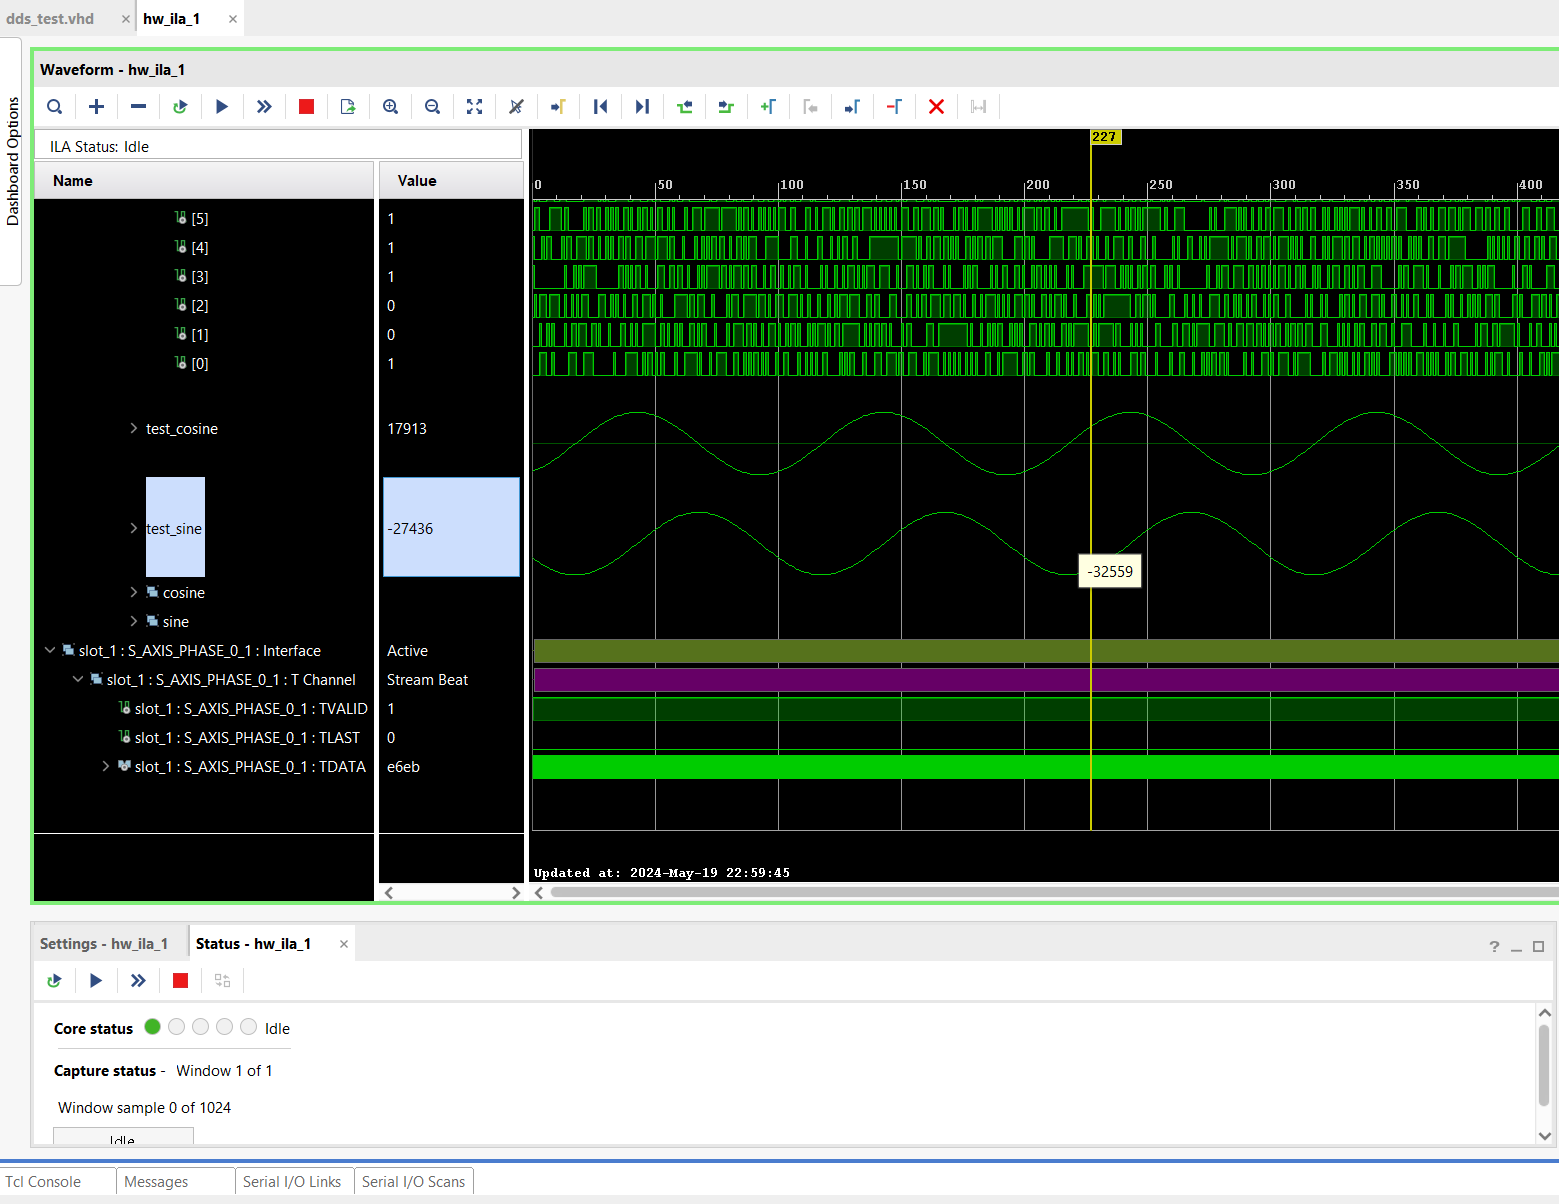 dds_test.vhd × hw_ila_1 ×
Dashboard Options
Waveform - hw_ila_1
ILA Status: Idle
227
Name Value
0 50 100 150 200 250 300 350 400
[5] 1
[4] 1
[3] 1
[2] 0
[1] 0
[0] 1
test_cosine 17913
test_sine -27436
-32559
cosine
sine
slot_1 : S_AXIS_PHASE_0_1 : Interface Active
slot_1 : S_AXIS_PHASE_0_1 : T Channel Stream Beat
slot_1 : S_AXIS_PHASE_0_1 : TVALID 1
slot_1 : S_AXIS_PHASE_0_1 : TLAST 0
slot_1 : S_AXIS_PHASE_0_1 : TDATA e6eb
Updated at: 2024-May-19 22:59:45
Settings - hw_ila_1 Status - hw_ila_1 ×
? _
Core status Idle
Capture status - Window 1 of 1
Window sample 0 of 1024
Idle
Tcl Console Messages Serial I/O Links Serial I/O Scans